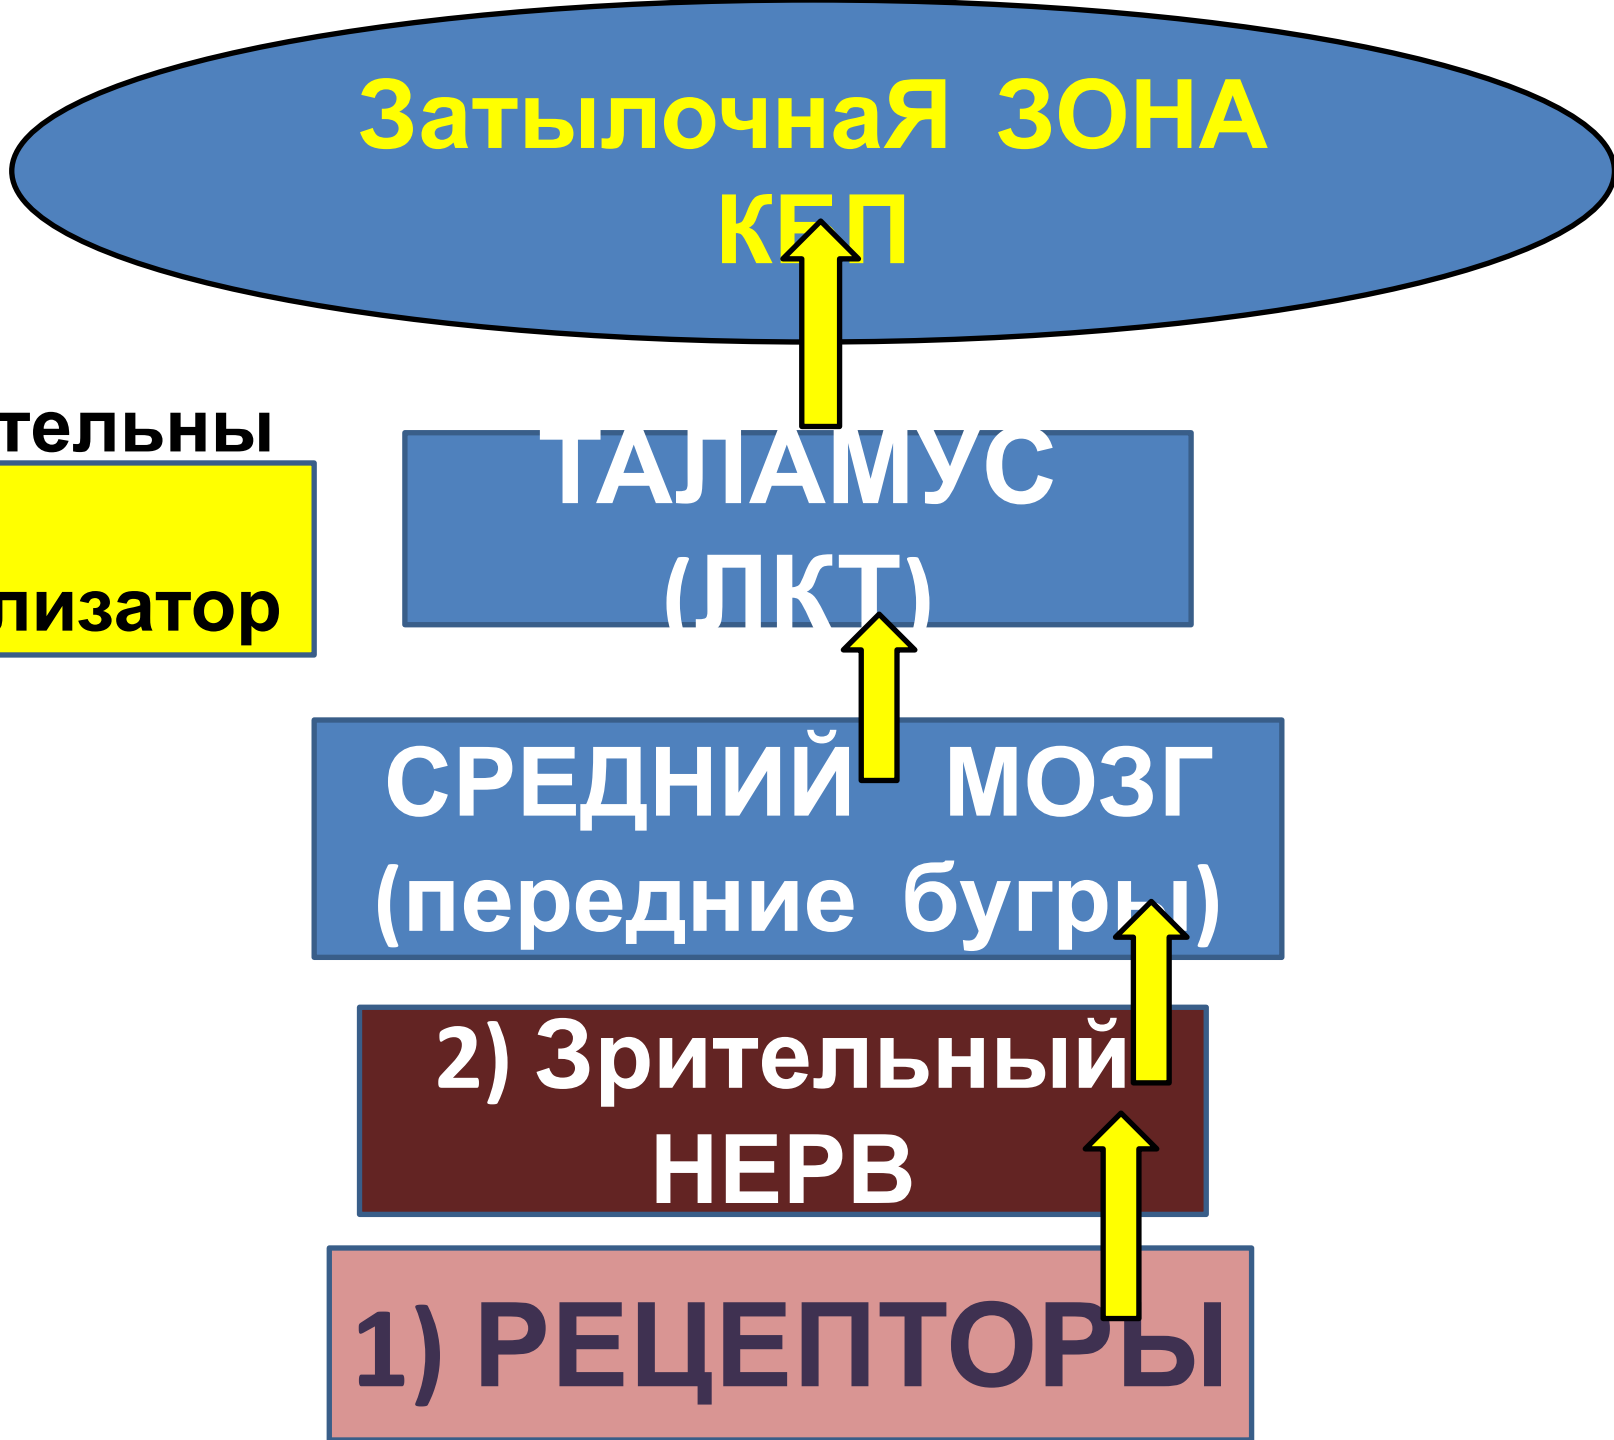 ЗатылочнаЯ ЗОНА
КБП
тельны
лизатор
ТАЛАМУС
(ЛКТ)
СРЕДНИЙ МОЗГ
(передние бугры)
2) Зрительный
НЕРВ
1) РЕЦЕПТОРЫ